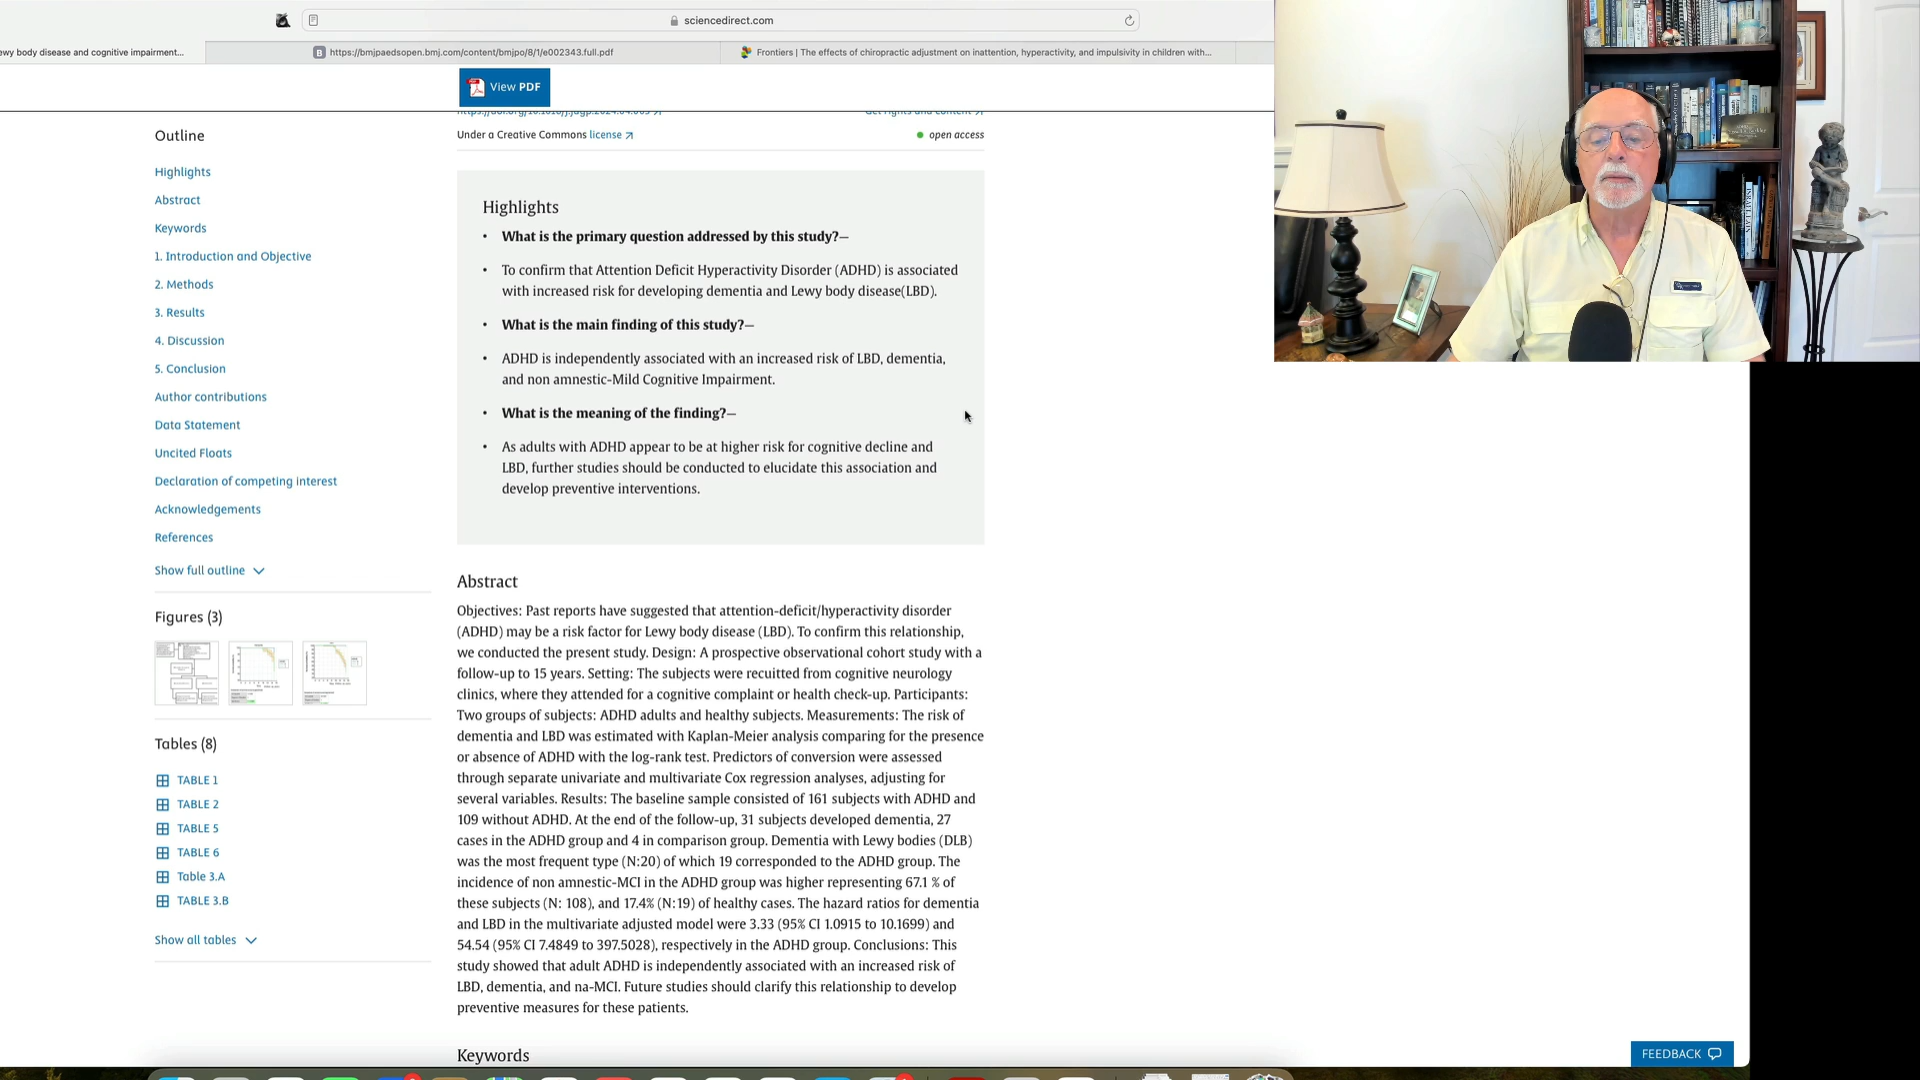 sciencedirect.com
ewy body disease and cognitive impairment...
https://bmjpaedsopen.bmj.com/content/bmjpo/8/1/e002343.full.pdf
Frontiers | The effects of chiropractic adjustment on inattention, hyperactivity, and impulsivity in children with...
View PDF
Under a Creative Commons license
open access
Outline
Highlights
Abstract
Keywords
1. Introduction and Objective
2. Methods
3. Results
4. Discussion
5. Conclusion
Author contributions
Data Statement
Uncited Floats
Declaration of competing interest
Acknowledgements
References
Show full outline
Figures (3)
Tables (8)
TABLE 1
TABLE 2
TABLE 5
TABLE 6
Table 3.A
TABLE 3.B
Show all tables
Highlights
• What is the primary question addressed by this study?—
• To confirm that Attention Deficit Hyperactivity Disorder (ADHD) is associated
with increased risk for developing dementia and Lewy body disease(LBD).
• What is the main finding of this study?—
• ADHD is independently associated with an increased risk of LBD, dementia,
and non amnestic-Mild Cognitive Impairment.
• What is the meaning of the finding?—
• As adults with ADHD appear to be at higher risk for cognitive decline and
LBD, further studies should be conducted to elucidate this association and
develop preventive interventions.
Abstract
Objectives: Past reports have suggested that attention-deficit/hyperactivity disorder
(ADHD) may be a risk factor for Lewy body disease (LBD). To confirm this relationship,
we conducted the present study. Design: A prospective observational cohort study with a
follow-up to 15 years. Setting: The subjects were recuitted from cognitive neurology
clinics, where they attended for a cognitive complaint or health check-up. Participants:
Two groups of subjects: ADHD adults and healthy subjects. Measurements: The risk of
dementia and LBD was estimated with Kaplan-Meier analysis comparing for the presence
or absence of ADHD with the log-rank test. Predictors of conversion were assessed
through separate univariate and multivariate Cox regression analyses, adjusting for
several variables. Results: The baseline sample consisted of 161 subjects with ADHD and
109 without ADHD. At the end of the follow-up, 31 subjects developed dementia, 27
cases in the ADHD group and 4 in comparison group. Dementia with Lewy bodies (DLB)
was the most frequent type (N:20) of which 19 corresponded to the ADHD group. The
incidence of non amnestic-MCI in the ADHD group was higher representing 67.1 % of
these subjects (N: 108), and 17.4% (N:19) of healthy cases. The hazard ratios for dementia
and LBD in the multivariate adjusted model were 3.33 (95% CI 1.0915 to 10.1699) and
54.54 (95% CI 7.4849 to 397.5028), respectively in the ADHD group. Conclusions: This
study showed that adult ADHD is independently associated with an increased risk of
LBD, dementia, and na-MCI. Future studies should clarify this relationship to develop
preventive measures for these patients.
Keywords
FEEDBACK